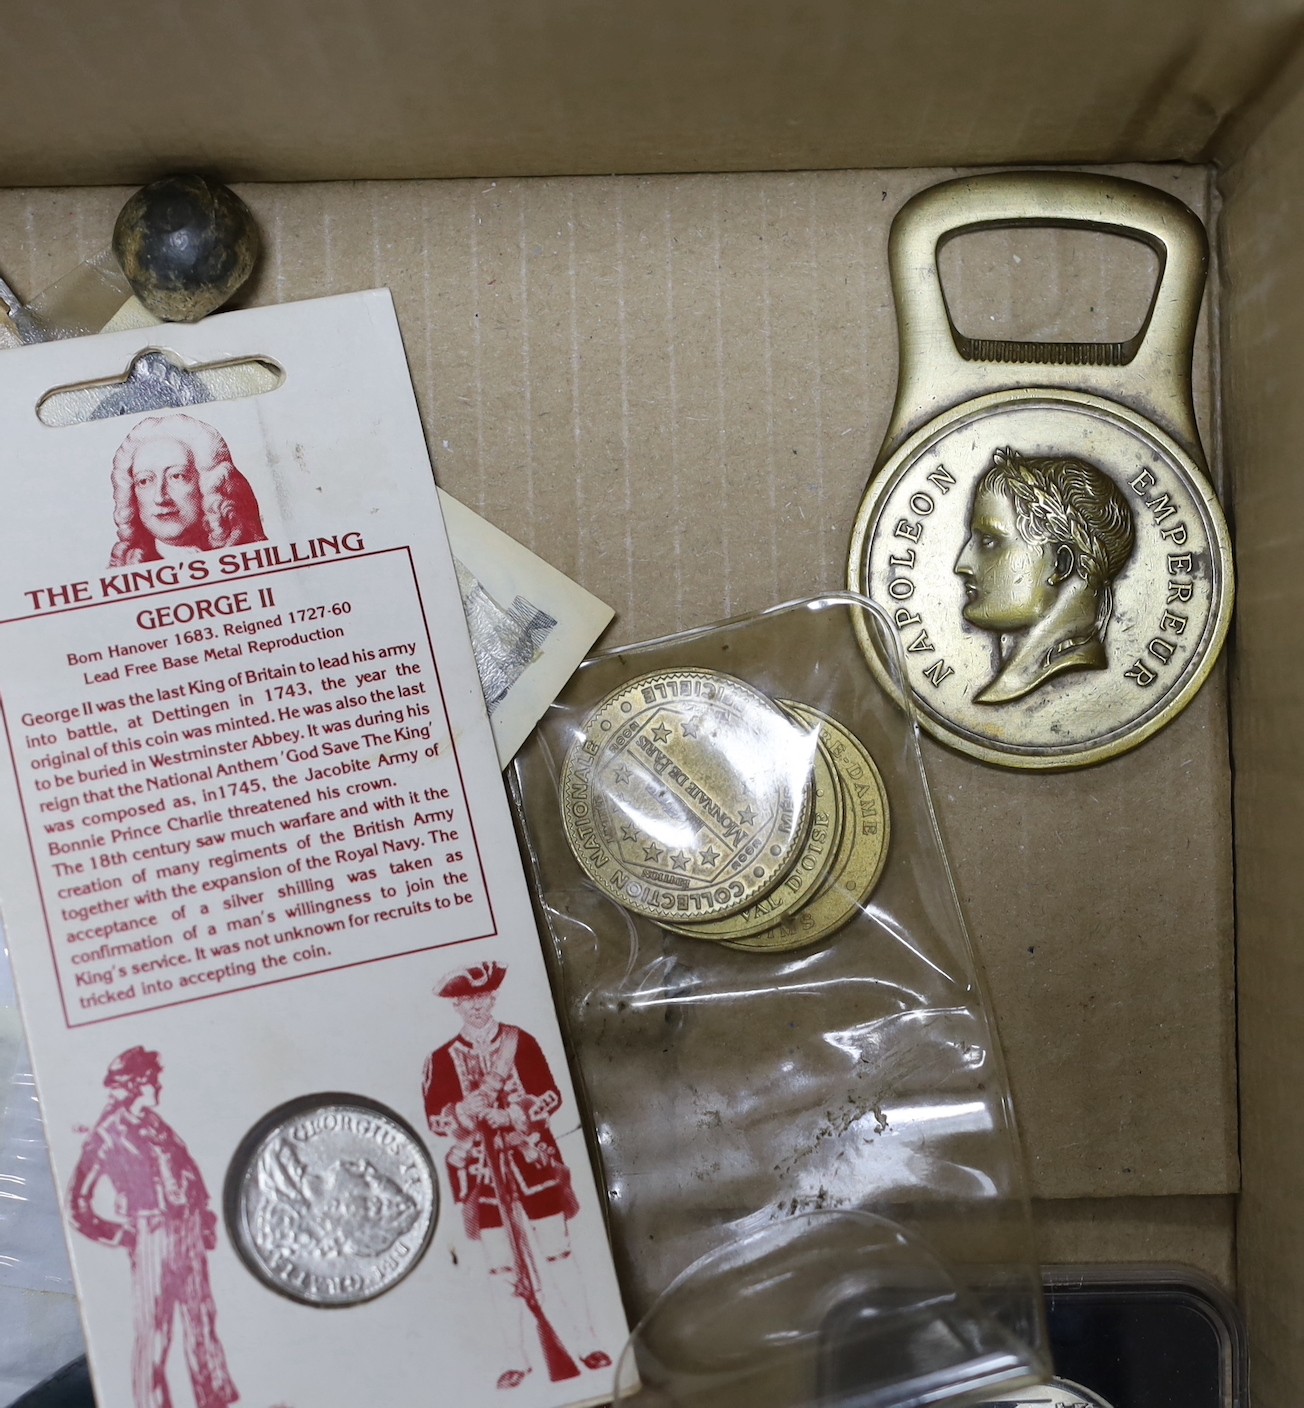 THE KING'S SHILLING
GEORGE II
Born Hanover 1683. Reigned 1727-60
Lead Free Base Metal Reproduction
George II was the last King of Britain to lead his army
into battle, at Dettingen in 1743, the year the
original of this coin was minted. He was also the last
to be buried in Westminster Abbey. It was during his
reign that the National Anthem 'God Save The King'
was composed as, in1745, the Jacobite Army of
Bonnie Prince Charlie threatened his crown.
The 18th century saw much warfare and with it the
creation of many regiments of the British Army
together with the expansion of the Royal Navy. The
acceptance of a silver shilling was taken as
confirmation of a man's willingness to join the
King's service. It was not unknown for recruits to be
tricked into accepting the coin.
GEORGIUS II
DEI GRATIA
NAPOLEON EMPEREUR
COLLECTION NATIONALE
MONNAIE DE PARIS
EDITION
VAL D'OISE
RE-DAME